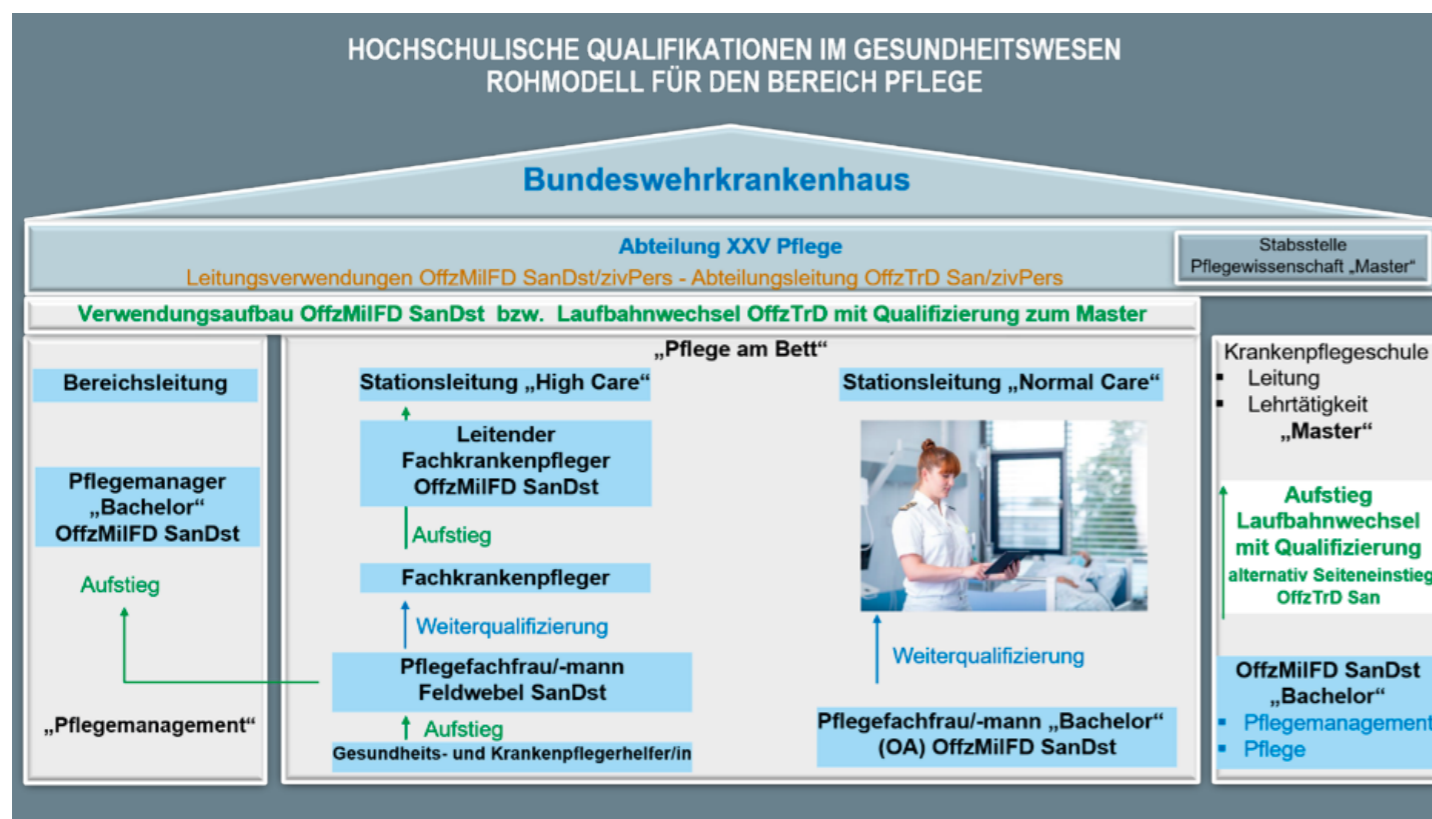 HOCHSCHULISCHE QUALIFIKATIONEN IM GESUNDHEITSWESEN
ROHMODELL FÜR DEN BEREICH PFLEGE
Bundeswehrkrankenhaus
Abteilung XXV Pflege
Leitungsverwendungen OffzMilFD SanDst/zivPers - Abteilungsleitung OffzTrD San/zivPers
Stabsstelle
Pflegewissenschaft „Master“
Verwendungsaufbau OffzMilFD SanDst bzw. Laufbahnwechsel OffzTrD mit Qualifizierung zum Master
Bereichsleitung
Pflegemanager
„Bachelor“
OffzMilFD SanDst
Aufstieg
„Pflegemanagement“
„Pflege am Bett“
Stationsleitung „High Care“
Leitender
Fachkrankenpfleger
OffzMilFD SanDst
Aufstieg
Fachkrankenpfleger
Weiterqualifizierung
Pflegefachfrau/-mann
Feldwebel SanDst
Aufstieg
Gesundheits- und Krankenpflegerhelfer/in
Stationsleitung „Normal Care“
Weiterqualifizierung
Pflegefachfrau/-mann „Bachelor“
(OA) OffzMilFD SanDst
Krankenpflegeschule
▪ Leitung
▪ Lehrtätigkeit
„Master“
Aufstieg
Laufbahnwechsel
mit Qualifizierung
alternativ Seiteneinstieg
OffzTrD San
OffzMilFD SanDst
„Bachelor“
▪ Pflegemanagement
▪ Pflege